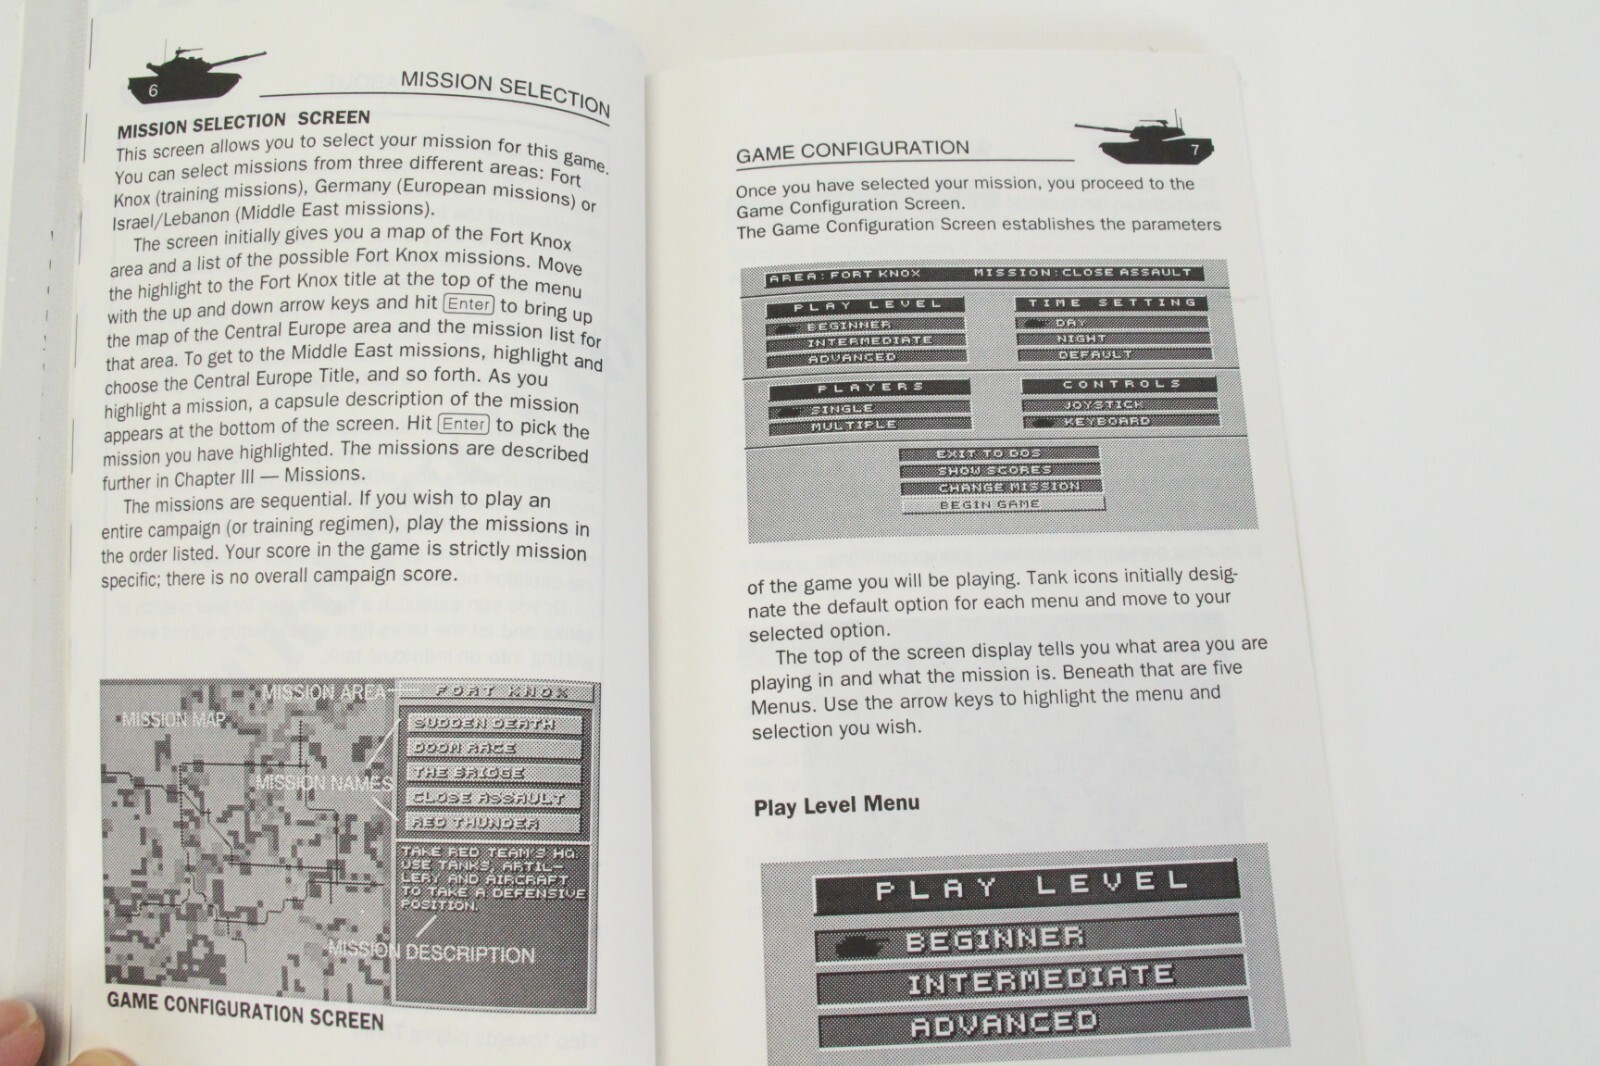 6
MISSION SELECTION
MISSION SELECTION SCREEN
This screen allows you to select your mission for this game.
You can select missions from three different areas: Fort
Knox (training missions), Germany (European missions) or
Israel/Lebanon (Middle East missions).
The screen initially gives you a map of the Fort Knox
area and a list of the possible Fort Knox missions. Move
the highlight to the Fort Knox title at the top of the menu
with the up and down arrow keys and hit Enter to bring up
the map of the Central Europe area and the mission list for
that area. To get to the Middle East missions, highlight and
choose the Central Europe Title, and so forth. As you
highlight a mission, a capsule description of the mission
appears at the bottom of the screen. Hit Enter to pick the
mission you have highlighted. The missions are described
further in Chapter III — Missions.
The missions are sequential. If you wish to play an
entire campaign (or training regimen), play the missions in
the order listed. Your score in the game is strictly mission
specific; there is no overall campaign score.
MISSION AREA
FORT KNOX
MISSION MAP
SUDDEN DEATH
DOOM RACE
THE BRIDGE
MISSION NAMES
CLOSE ASSAULT
RED THUNDER
TAKE RED TEAM'S HQ.
USE TANKS, ARTIL-
LERY AND AIRCRAFT
TO TAKE A DEFENSIVE
POSITION.
MISSION DESCRIPTION
GAME CONFIGURATION SCREEN
GAME CONFIGURATION
7
Once you have selected your mission, you proceed to the
Game Configuration Screen.
The Game Configuration Screen establishes the parameters
AREA: FORT KNOX MISSION: CLOSE ASSAULT
PLAY LEVEL
BEGINNER
INTERMEDIATE
ADVANCED
TIME SETTING
DAY
NIGHT
DEFAULT
PLAYERS
SINGLE
MULTIPLE
CONTROLS
JOYSTICK
KEYBOARD
EXIT TO DOS
SHOW SCORES
CHANGE MISSION
BEGIN GAME
of the game you will be playing. Tank icons initially desig-
nate the default option for each menu and move to your
selected option.
The top of the screen display tells you what area you are
playing in and what the mission is. Beneath that are five
Menus. Use the arrow keys to highlight the menu and
selection you wish.
Play Level Menu
PLAY LEVEL
BEGINNER
INTERMEDIATE
ADVANCED